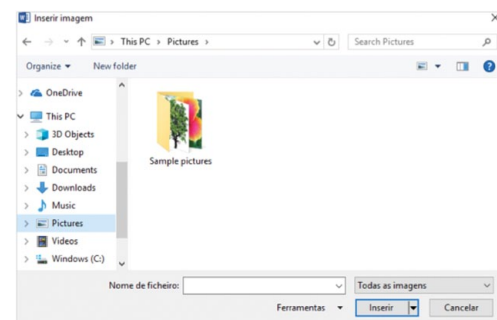 Inserir imagem
This PC > Pictures >
Search Pictures
Organize
New folder
OneDrive
This PC
3D Objects
Desktop
Documents
Downloads
Music
Pictures
Videos
Windows (C:)
Sample pictures
Nome de ficheiro:
Todas as imagens
Ferramentas
Inserir
Cancelar